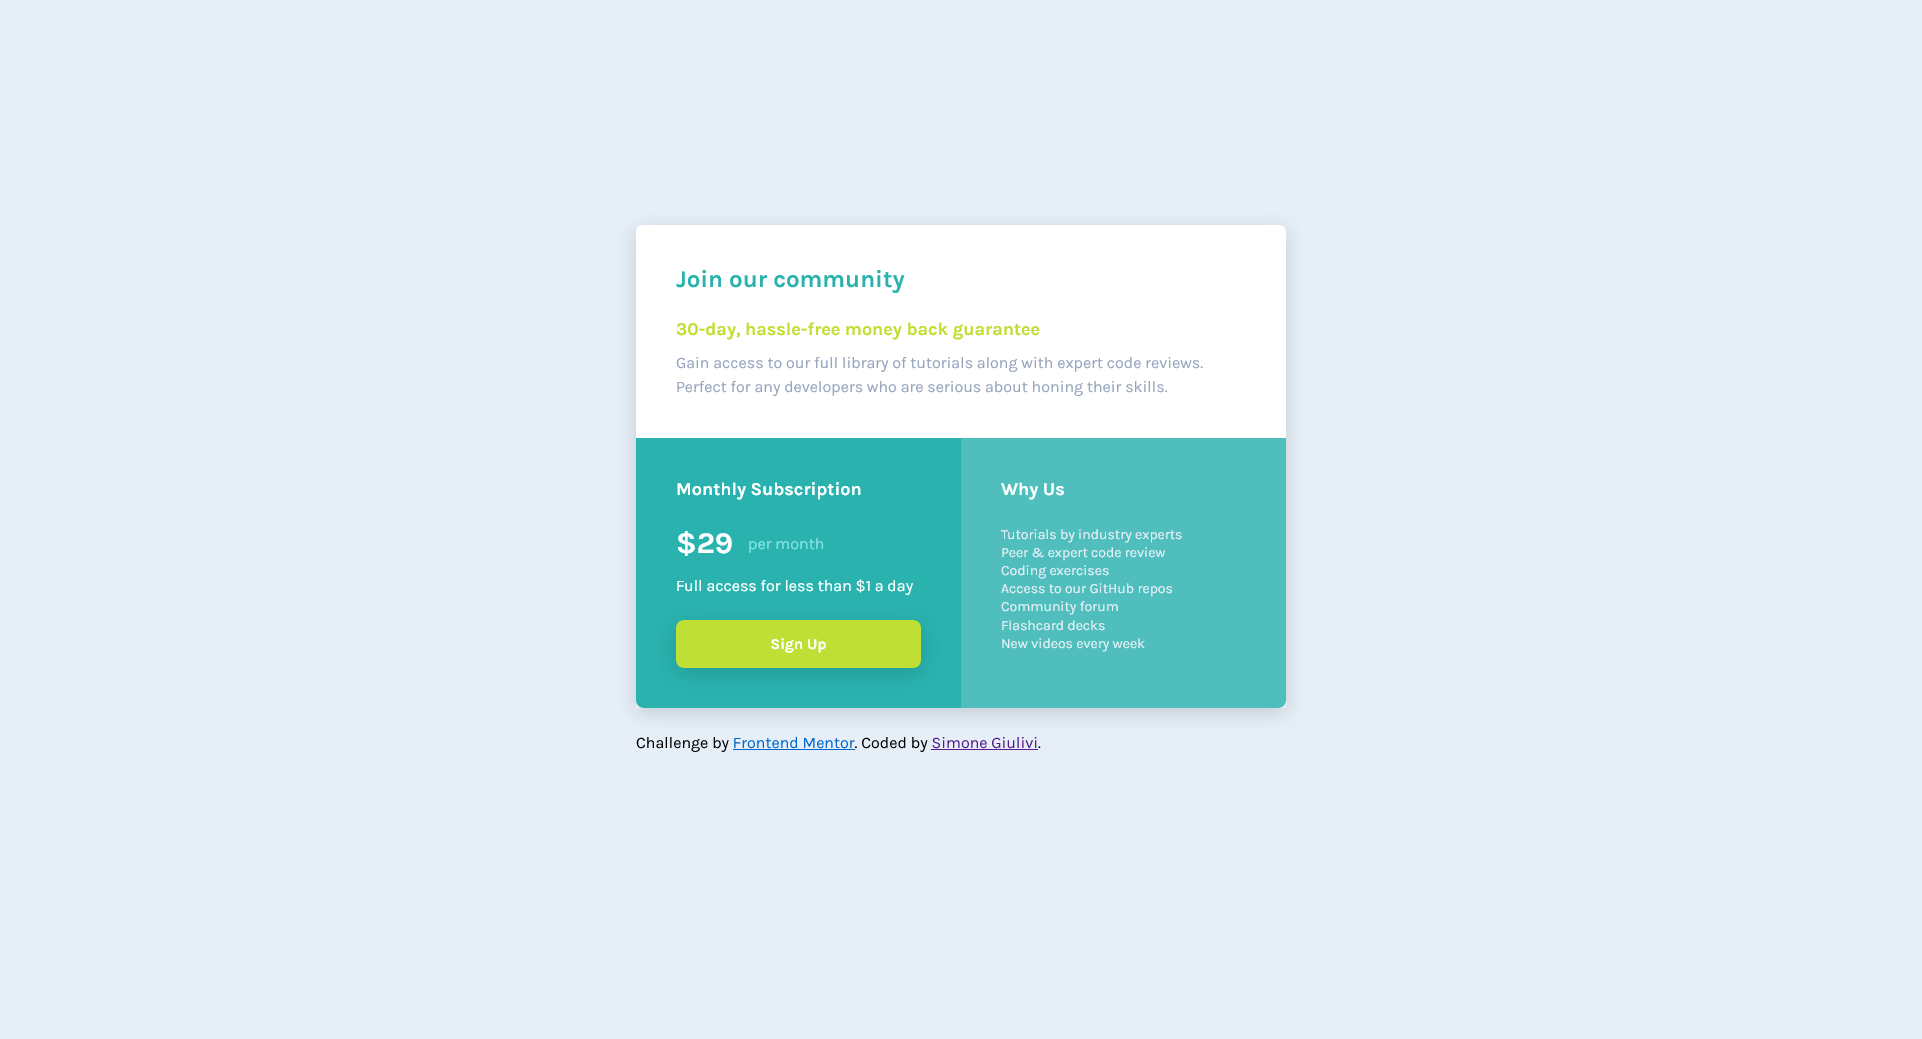 Join our community
30-day, hassle-free money back guarantee
Gain access to our full library of tutorials along with expert code reviews.
Perfect for any developers who are serious about honing their skills.
Monthly Subscription
$29 per month
Full access for less than $1 a day
Sign Up
Why Us
Tutorials by industry experts
Peer & expert code review
Coding exercises
Access to our GitHub repos
Community forum
Flashcard decks
New videos every week
Challenge by Frontend Mentor. Coded by Simone Giulivi.